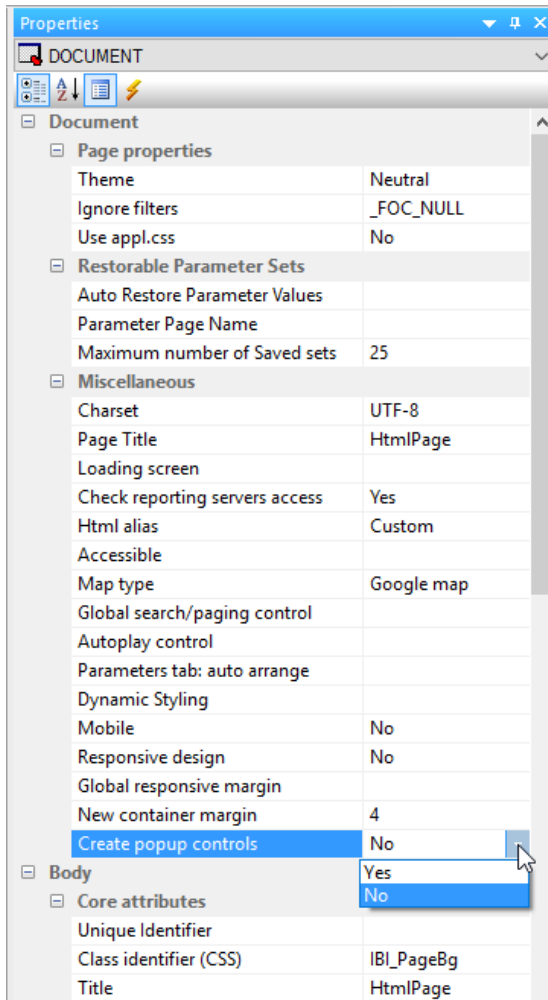 Properties
DOCUMENT
Document
Page properties
Theme Neutral
Ignore filters _FOC_NULL
Use appl.css No
Restorable Parameter Sets
Auto Restore Parameter Values
Parameter Page Name
Maximum number of Saved sets 25
Miscellaneous
Charset UTF-8
Page Title HtmlPage
Loading screen
Check reporting servers access Yes
Html alias Custom
Accessible
Map type Google map
Global search/paging control
Autoplay control
Parameters tab: auto arrange
Dynamic Styling
Mobile No
Responsive design No
Global responsive margin
New container margin 4
Create popup controls No
Yes
No
Body
Core attributes
Unique Identifier
Class identifier (CSS) IBI_PageBg
Title HtmlPage